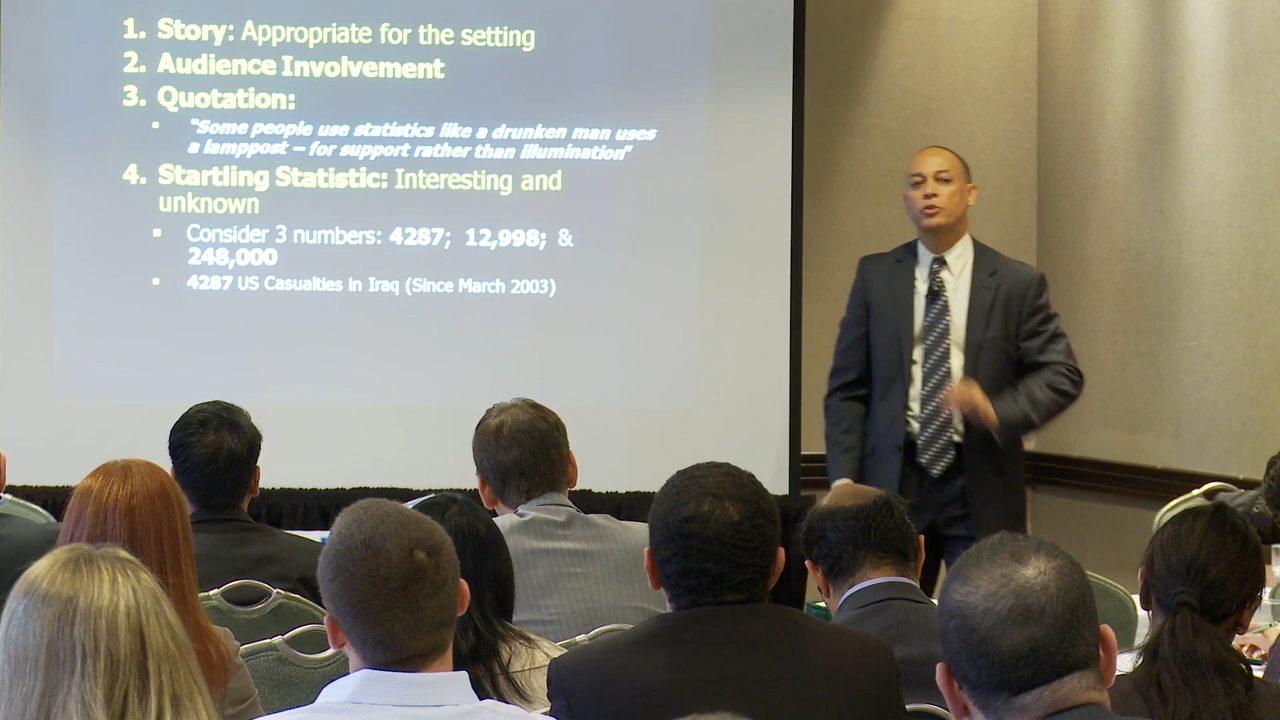 1. Story: Appropriate for the setting
2. Audience Involvement
3. Quotation:
▪ "Some people use statistics like a drunken man uses
a lamppost – for support rather than illumination"
4. Startling Statistic: Interesting and
unknown
▪ Consider 3 numbers: 4287; 12,998; &
248,000
▪ 4287 US Casualties in Iraq (Since March 2003)